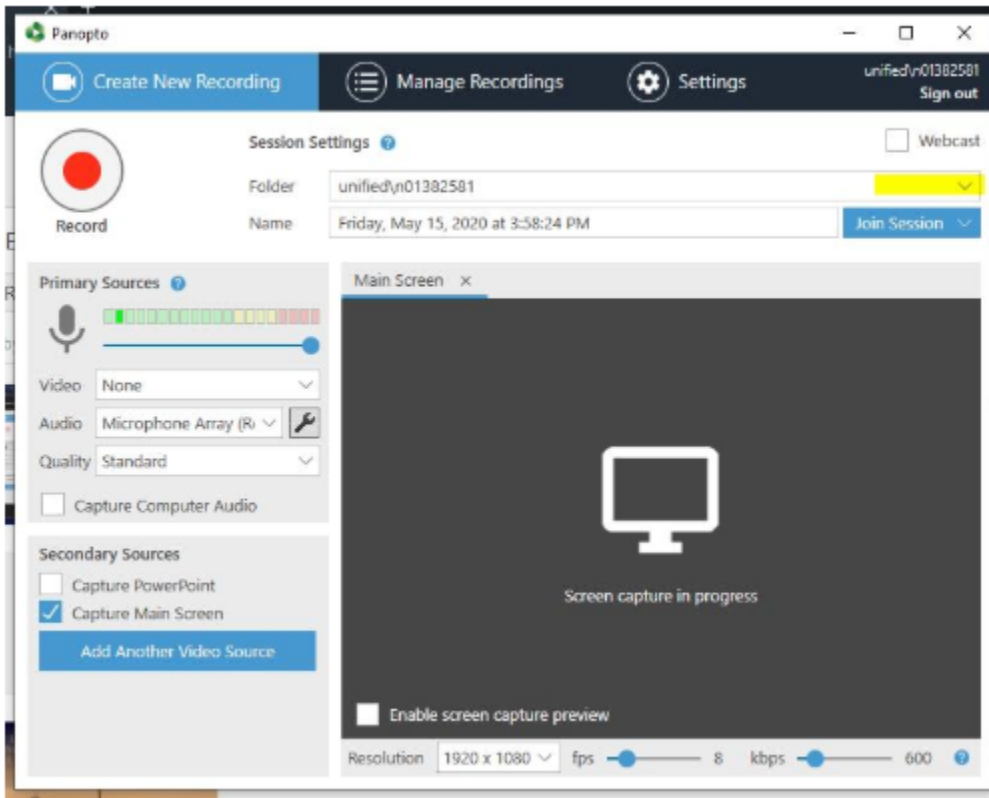 Panopto
Create New Recording
Manage Recordings
Settings
unified\n01382581
Sign out
Session Settings
Webcast
Record
Folder
unified\n01382581
Name
Friday, May 15, 2020 at 3:58:24 PM
Join Session
Primary Sources
Main Screen
Video
None
Audio
Microphone Array (R
Quality
Standard
Capture Computer Audio
Secondary Sources
Capture PowerPoint
Capture Main Screen
Add Another Video Source
Screen capture in progress
Enable screen capture preview
Resolution 1920 x 1080 fps 8 kbps 600